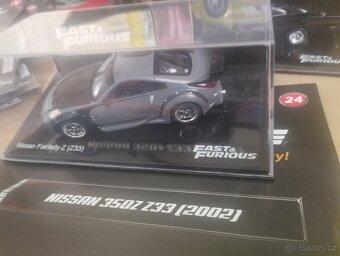 FAST & FURIOUS
24
Nissan Fairlady Z (Z33)
FAST & FURIOUS
NISSAN 350Z Z33 (2002)
bazos.cz